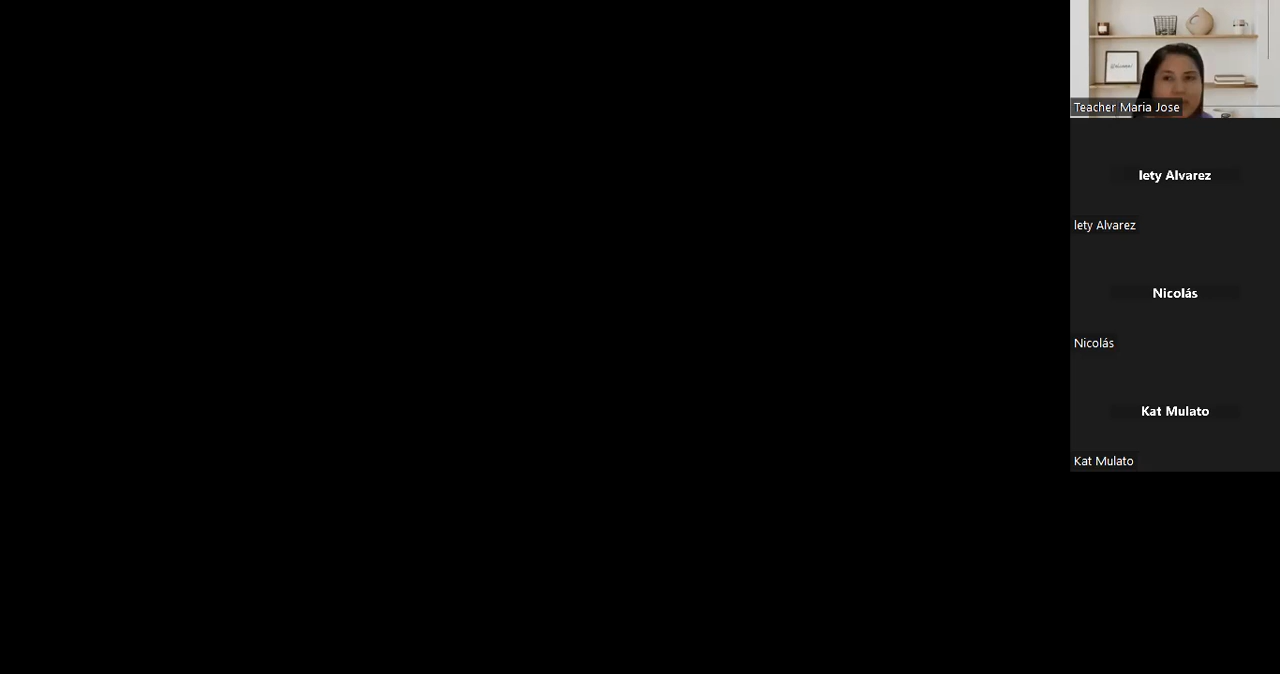 Teacher Maria Jose
lety Alvarez
lety Alvarez
Nicolás
Nicolás
Kat Mulato
Kat Mulato